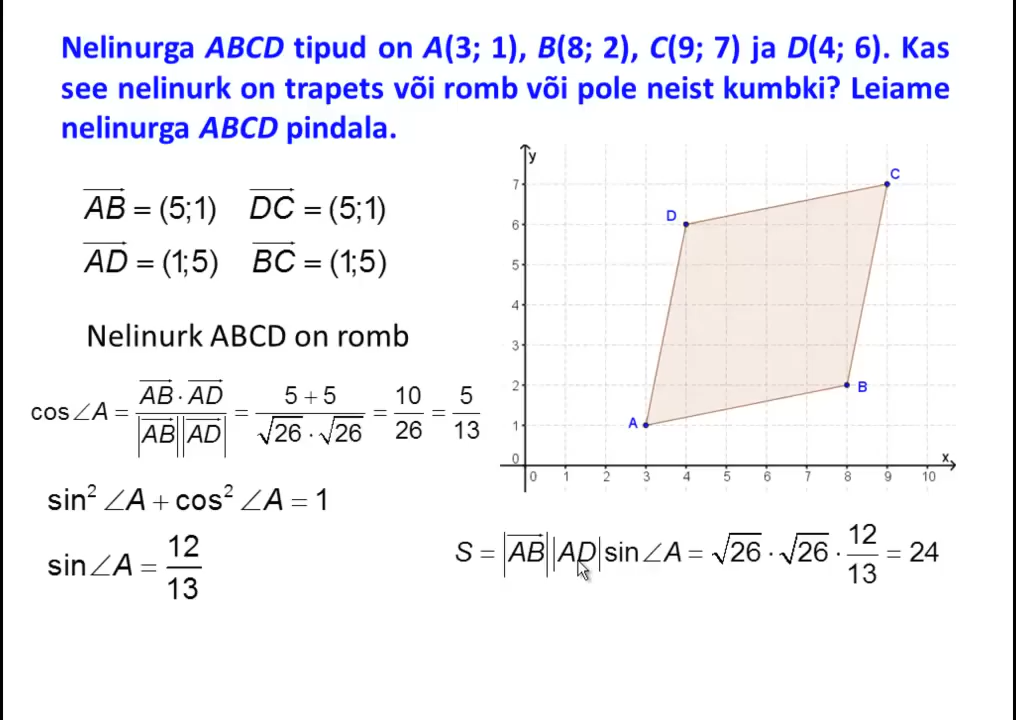 Nelinurga ABCD tipud on A(3; 1), B(8; 2), C(9; 7) ja D(4; 6). Kas
see nelinurk on trapets või romb või pole neist kumbki? Leiame
nelinurga ABCD pindala.
AB = (5;1) DC = (5;1)
AD = (1;5) BC = (1;5)
Nelinurk ABCD on romb
cos∠A = AB · AD / |AB||AD| = 5 + 5 / √26 · √26 = 10/26 = 5/13
sin² ∠A + cos² ∠A = 1
sin∠A = 12/13
y
7
6
5
4
3
2
1
0
0 1 2 3 4 5 6 7 8 9 10
x
A
B
C
D
S = |AB||AD| sin∠A = √26 · √26 · 12/13 = 24